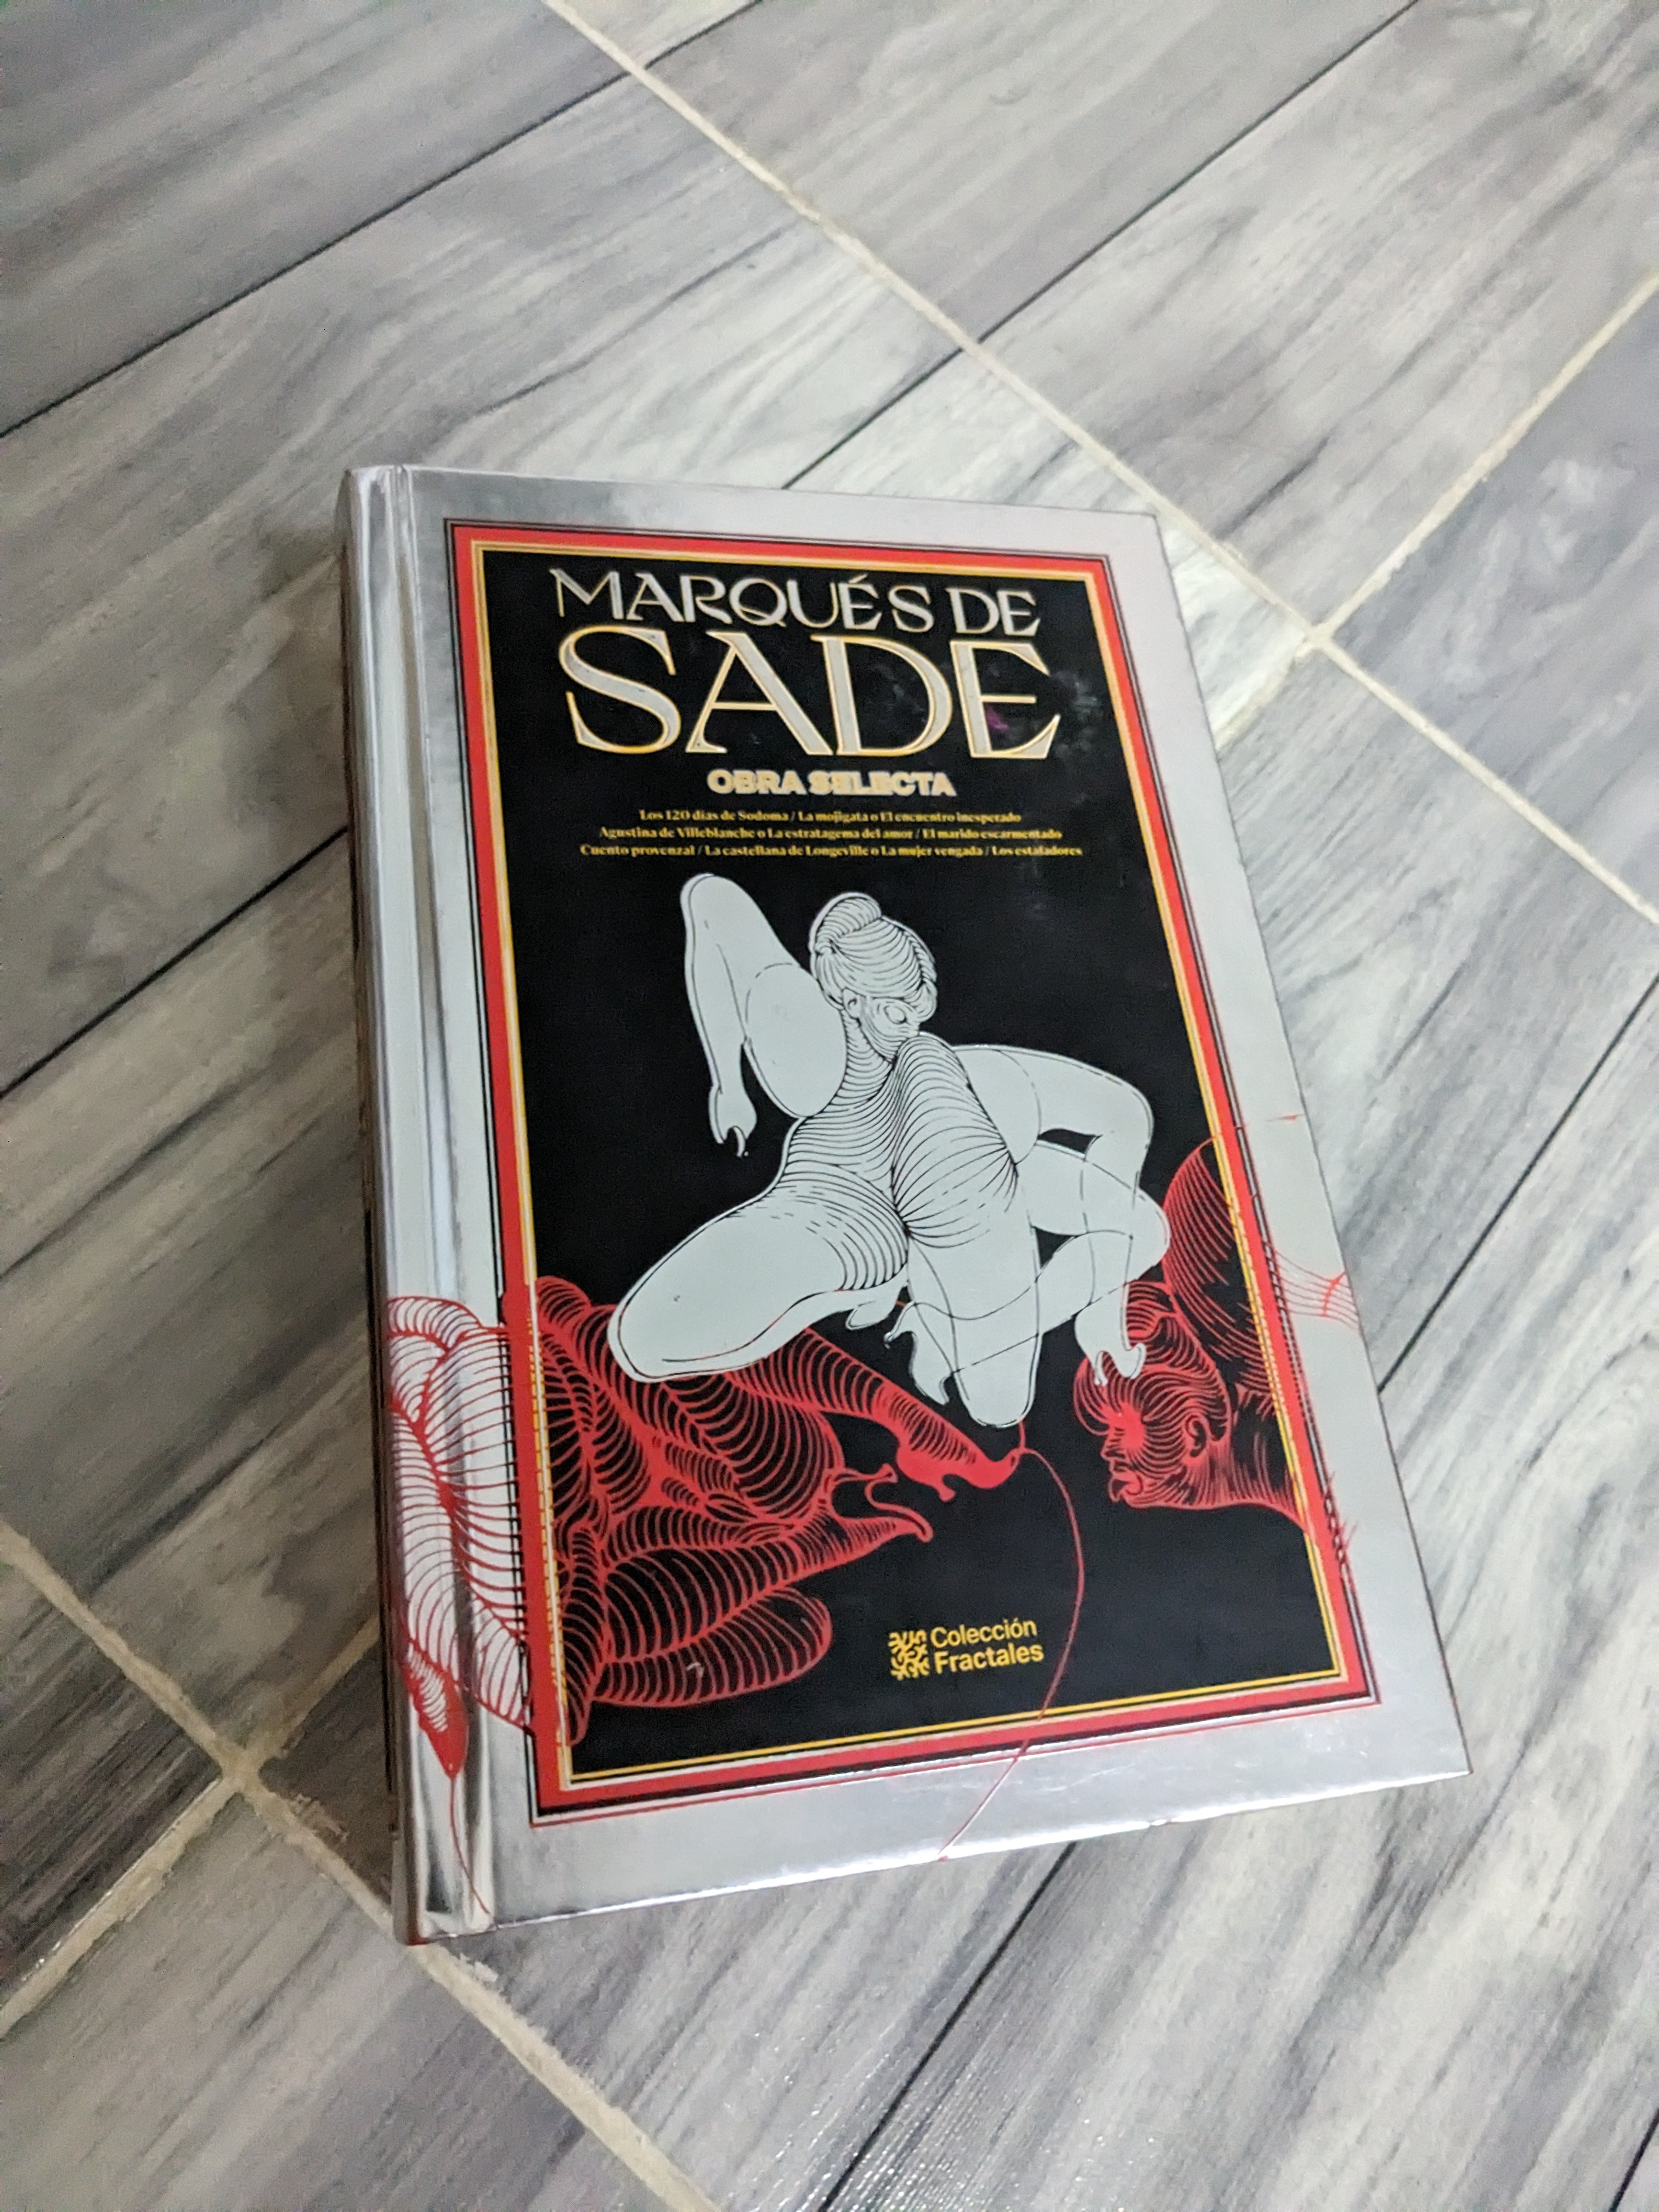 MARQUÉS DE
SADE
OBRA SELECTA
Los 120 días de Sodoma / La mojigata o El encuentro inesperado
Agustina de Villeblanche o La estratagema del amor / El marido escarmentado
Cuento provenzal / La castellana de Longeville o La mujer vengada / Los estafadores
Colección
Fractales